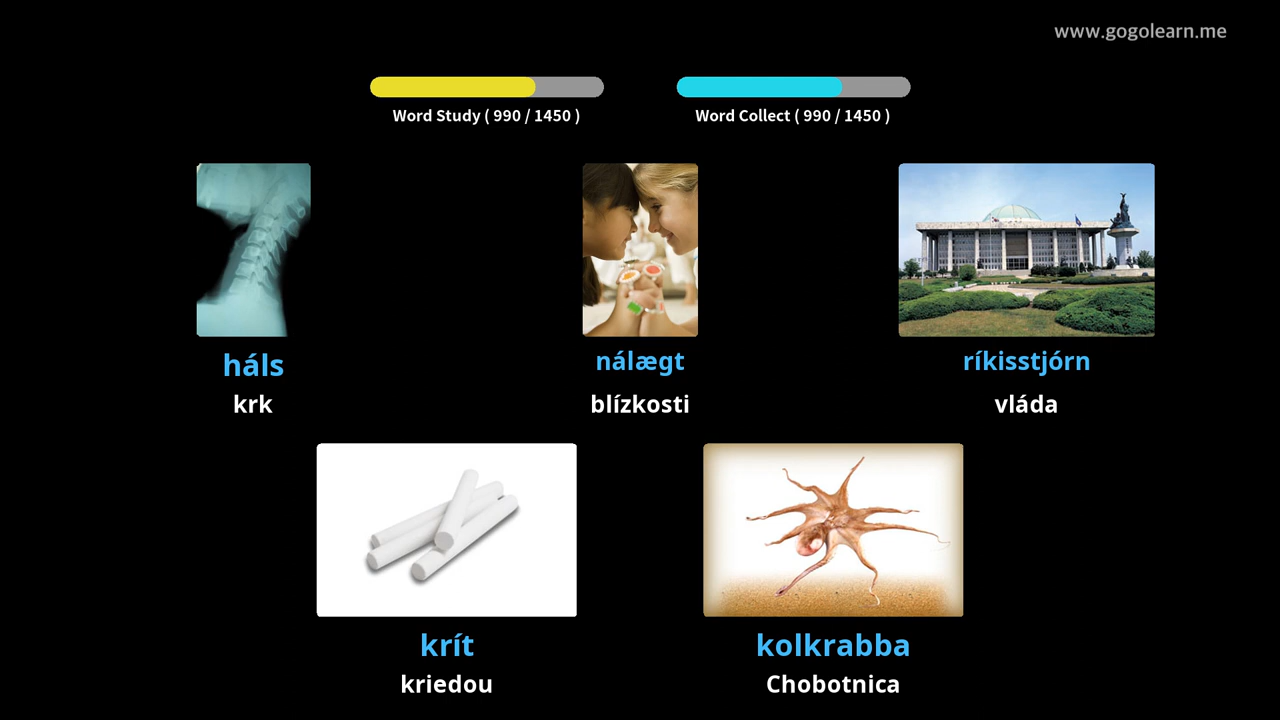 www.gogolearn.me
Word Study ( 990 / 1450 )
Word Collect ( 990 / 1450 )
háls
krk
nálægt
blízkosti
ríkisstjórn
vláda
krít
kriedou
kolkrabba
Chobotnica